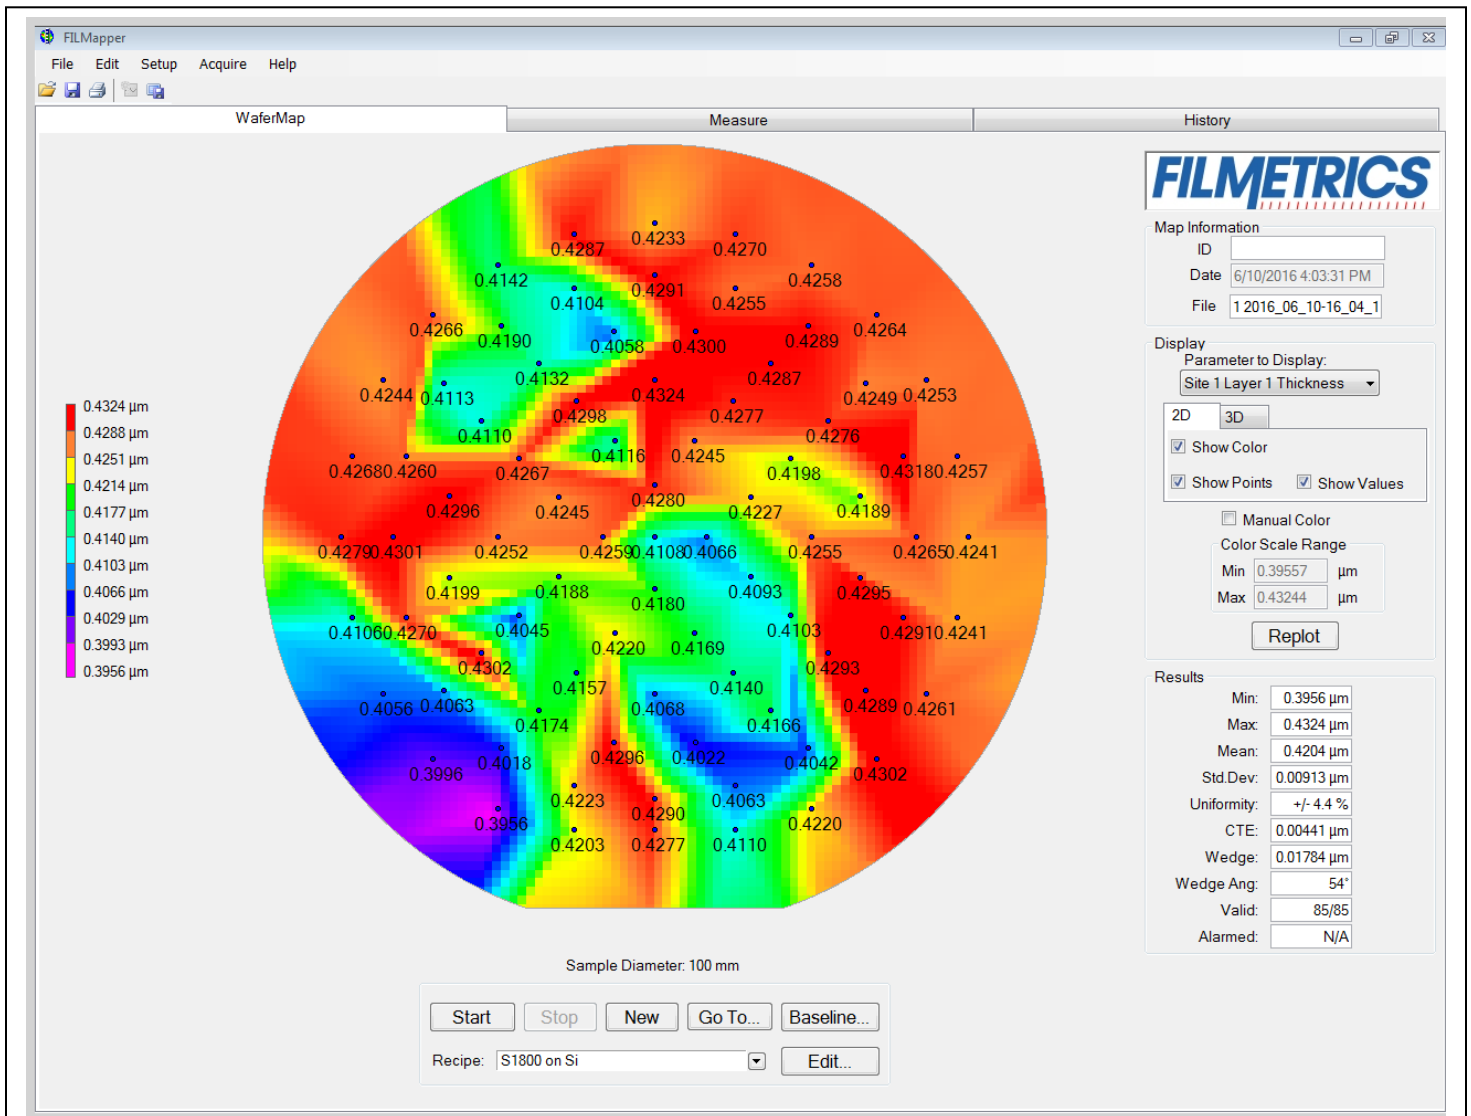 FILMapper
File Edit Setup Acquire Help
WaferMap Measure History
FILMETRICS
Map Information
ID
Date 6/10/2016 4:03:31 PM
File 1 2016_06_10-16_04_1
Display
Parameter to Display:
Site 1 Layer 1 Thickness
2D 3D
Show Color
Show Points Show Values
Manual Color
Color Scale Range
Min 0.39557 µm
Max 0.43244 µm
Replot
Results
Min: 0.3956 µm
Max: 0.4324 µm
Mean: 0.4204 µm
Std.Dev: 0.00913 µm
Uniformity: +/- 4.4 %
CTE: 0.00441 µm
Wedge: 0.01784 µm
Wedge Ang: 54°
Valid: 85/85
Alarmed: N/A
0.4324 µm
0.4288 µm
0.4251 µm
0.4214 µm
0.4177 µm
0.4140 µm
0.4103 µm
0.4066 µm
0.4029 µm
0.3993 µm
0.3956 µm
0.4287 0.4233 0.4270
0.4142 0.4258
0.4104 0.4291 0.4255
0.4266 0.4190 0.4058 0.4300 0.4289 0.4264
0.4132 0.4287
0.4244 0.4113 0.4324 0.4249 0.4253
0.4298 0.4277
0.4110 0.4276
0.4116 0.4245
0.4268 0.4260 0.4267 0.4198 0.4318 0.4257
0.4280
0.4296 0.4245 0.4227 0.4189
0.4279 0.4301 0.4252 0.4259 0.4108 0.4066 0.4255 0.4265 0.4241
0.4199 0.4188 0.4180 0.4093 0.4295
0.4106 0.4270 0.4045 0.4103 0.4291 0.4241
0.4220 0.4169
0.4302 0.4293
0.4157 0.4140
0.4056 0.4063 0.4068 0.4289 0.4261
0.4174 0.4166
0.4018 0.4296 0.4022 0.4042
0.3996 0.4302
0.4223 0.4063
0.3956 0.4290 0.4220
0.4203 0.4277 0.4110
Sample Diameter: 100 mm
Start Stop New Go To... Baseline...
Recipe: S1800 on Si Edit...